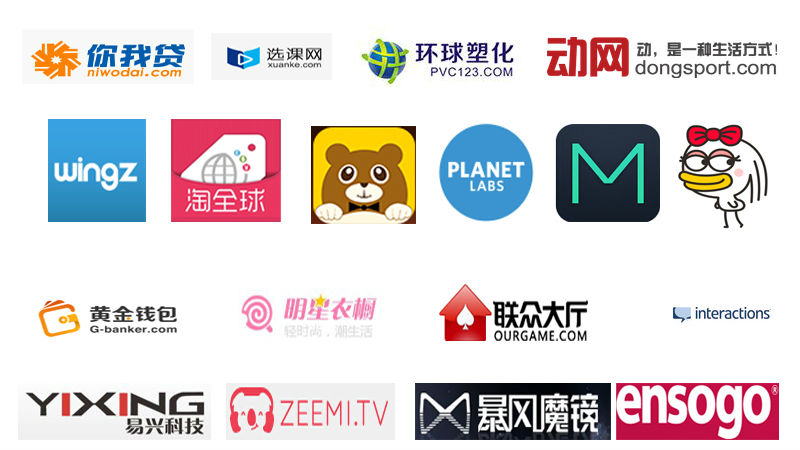 你我贷
niwodai.com
选课网
xuanke.com
环球塑化
PVC123.COM
动网 动，是一种生活方式！
dongsport.com
wingz
淘全球
PLANET
LABS
M
黄金钱包
G-banker.com
明星衣橱
轻时尚．潮生活
联众大厅
OURGAME.COM
interactions
YIXING
易兴科技
ZEEMI.TV
暴风魔镜
ensogo®